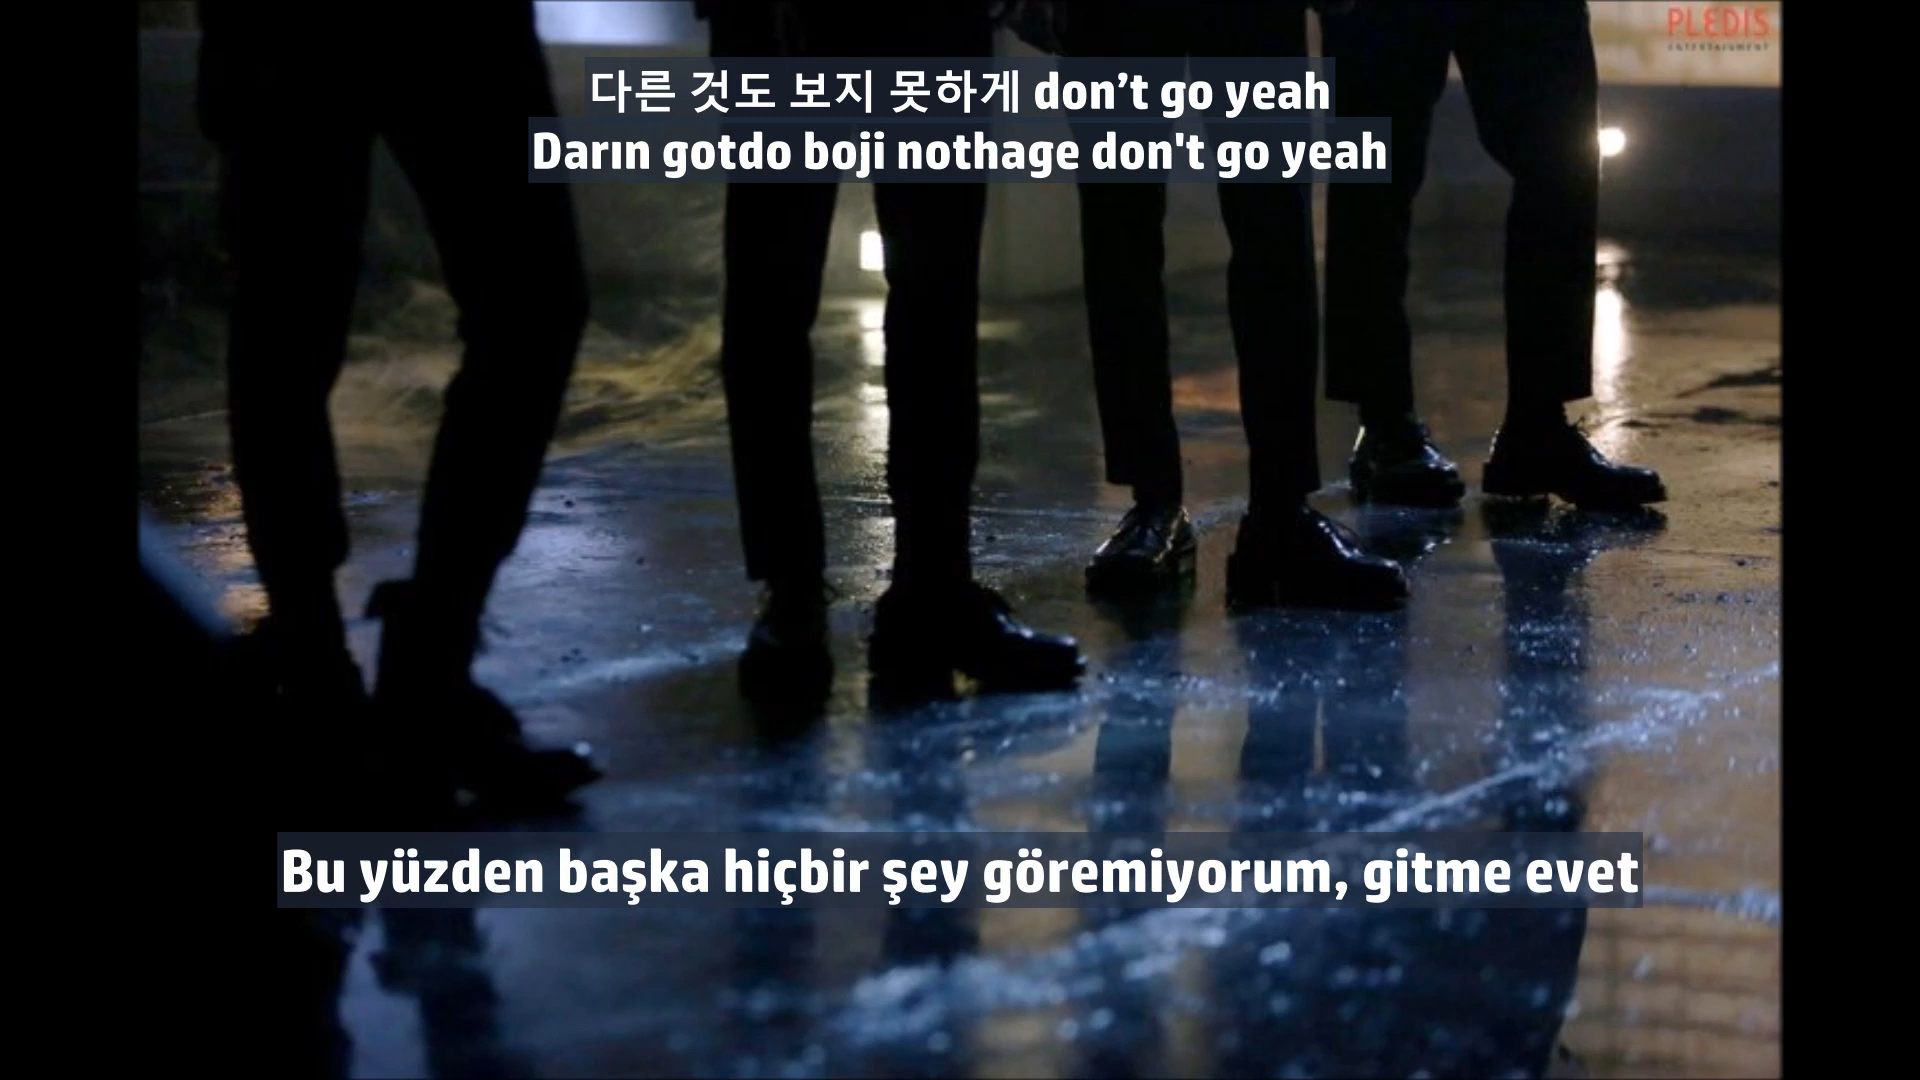 PLEDIS
ENTERTAINMENT
다른 것도 보지 못하게 don’t go yeah
Darın gotdo boji nothage don't go yeah
Bu yüzden başka hiçbir şey göremiyorum, gitme evet